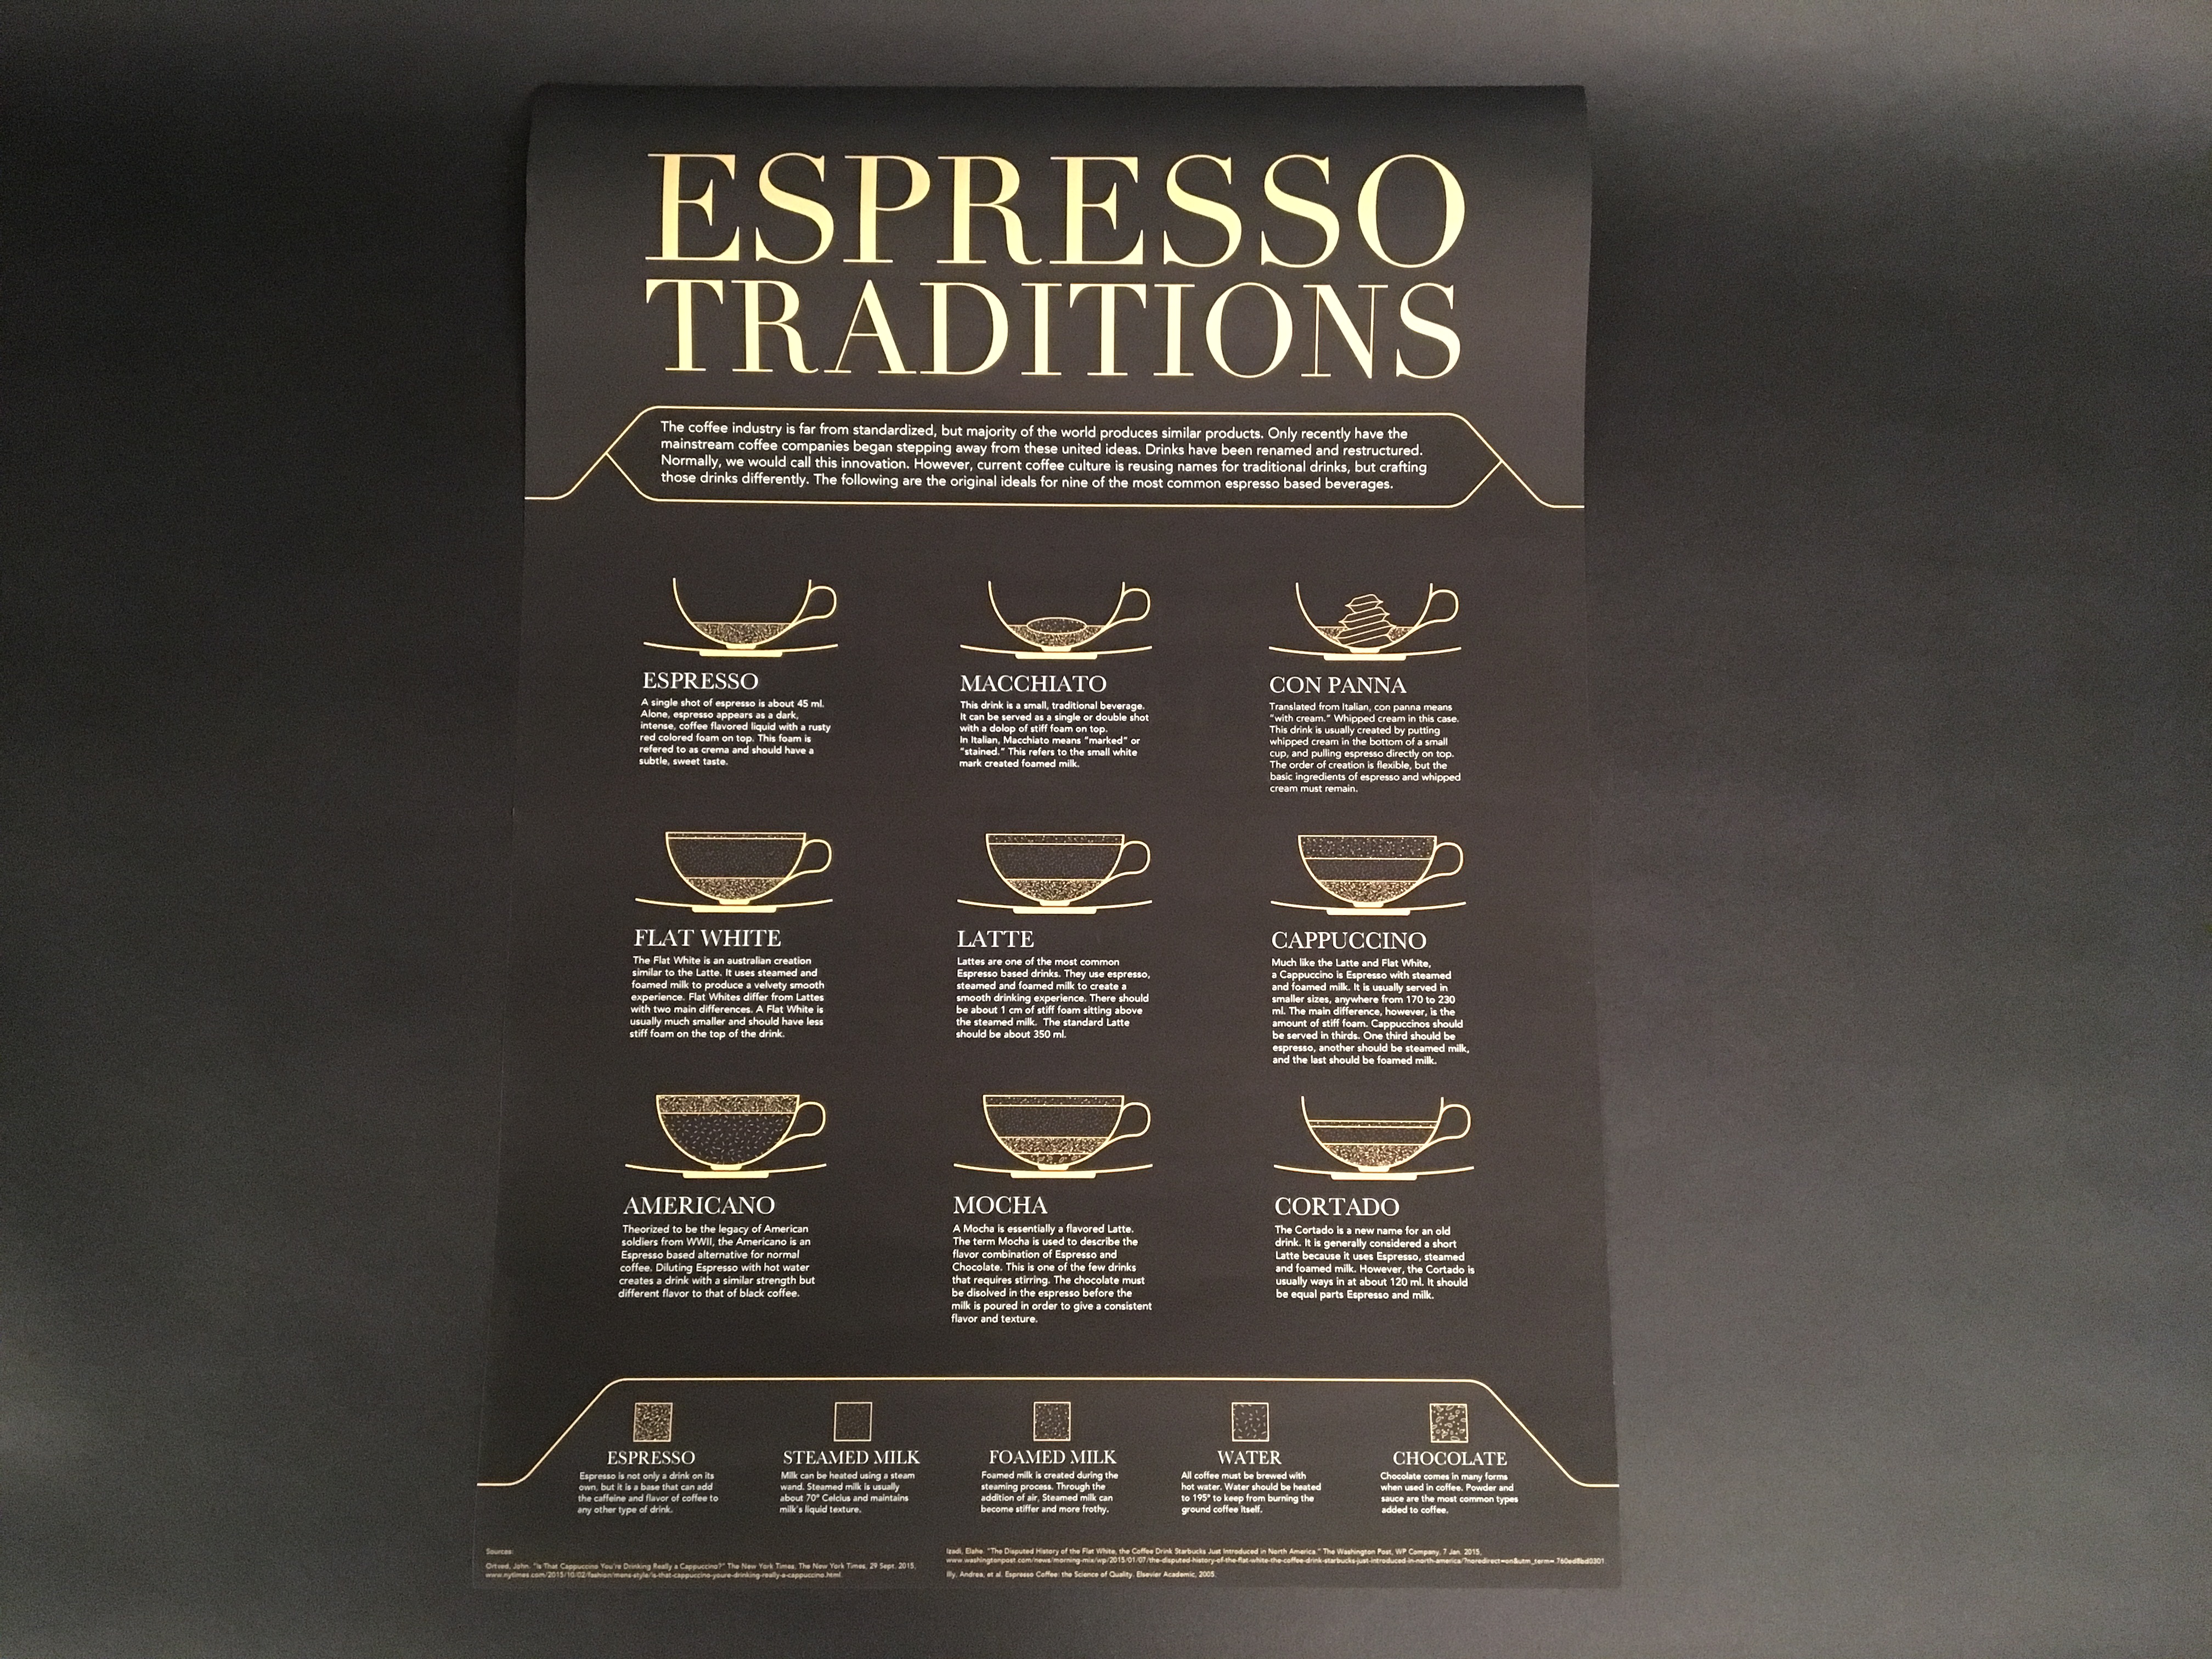 ESPRESSO
TRADITIONS
The coffee industry is far from standardized, but majority of the world produces similar products. Only recently have the
mainstream coffee companies began stepping away from these united ideas. Drinks have been renamed and restructured.
Normally, we would call this innovation. However, current coffee culture is reusing names for traditional drinks, but crafting
those drinks differently. The following are the original ideals for nine of the most common espresso based beverages.
ESPRESSO
A single shot of espresso is about 45 ml.
Alone, espresso appears as a dark,
intense, coffee flavored liquid with a rusty
red colored foam on top. This foam is
refered to as crema and should have a
subtle, sweet taste.
MACCHIATO
This drink is a small, traditional beverage.
It can be served as a single or double shot
with a dolop of stiff foam on top.
In Italian, Macchiato means "marked" or
"stained." This refers to the small white
mark created foamed milk.
CON PANNA
Translated from Italian, con panna means
"with cream." Whipped cream in this case.
This drink is usually created by putting
whipped cream in the bottom of a small
cup, and pulling espresso directly on top.
The order of creation is flexible, but the
basic ingredients of espresso and whipped
cream must remain.
FLAT WHITE
The Flat White is an australian creation
similar to the Latte. It uses steamed and
foamed milk to produce a velvety smooth
experience. Flat Whites differ from Lattes
with two main differences. A Flat White is
usually much smaller and should have less
stiff foam on the top of the drink.
LATTE
Lattes are one of the most common
Espresso based drinks. They use espresso,
steamed and foamed milk to create a
smooth drinking experience. There should
be about 1 cm of stiff foam sitting above
the steamed milk. The standard Latte
should be about 350 ml.
CAPPUCCINO
Much like the Latte and Flat White,
a Cappuccino is Espresso with steamed
and foamed milk. It is usually served in
smaller sizes, anywhere from 170 to 230
ml. The main difference, however, is the
amount of stiff foam. Cappuccinos should
be served in thirds. One third should be
espresso, another should be steamed milk,
and the last should be foamed milk.
AMERICANO
Theorized to be the legacy of American
soldiers from WWII, the Americano is an
Espresso based alternative for normal
coffee. Diluting Espresso with hot water
creates a drink with a similar strength but
different flavor to that of black coffee.
MOCHA
A Mocha is essentially a flavored Latte.
The term Mocha is used to describe the
flavor combination of Espresso and
Chocolate. This is one of the few drinks
that requires stirring. The chocolate must
be disolved in the espresso before the
milk is poured in order to give a consistent
flavor and texture.
CORTADO
The Cortado is a new name for an old
drink. It is generally considered a short
Latte because it uses Espresso, steamed
and foamed milk. However, the Cortado is
usually ways in at about 120 ml. It should
be equal parts Espresso and milk.
ESPRESSO
Espresso is not only a drink on its
own, but it is a base that can add
the caffeine and flavor of coffee to
any other type of drink.
STEAMED MILK
Milk can be heated using a steam
wand. Steamed milk is usually
about 70° Celcius and maintains
milk's liquid texture.
FOAMED MILK
Foamed milk is created during the
steaming process. Through the
addition of air, Steamed milk can
become stiffer and more frothy.
WATER
All coffee must be brewed with
hot water. Water should be heated
to 195° to keep from burning the
ground coffee itself.
CHOCOLATE
Chocolate comes in many forms
when used in coffee. Powder and
sauce are the most common types
added to coffee.
Sources:
Ortved, John. "Is That Cappuccino You're Drinking Really a Cappuccino?" The New York Times, The New York Times, 29 Sept. 2015,
www.nytimes.com/2015/10/02/fashion/mens-style/is-that-cappuccino-youre-drinking-really-a-cappuccino.html.
Izadi, Elahe. "The Disputed History of the Flat White, the Coffee Drink Starbucks Just Introduced in North America." The Washington Post, WP Company, 7 Jan. 2015,
www.washingtonpost.com/news/morning-mix/wp/2015/01/07/the-disputed-history-of-the-flat-white-the-coffee-drink-starbucks-just-introduced-in-north-america/?noredirect=on&utm_term=.760ed8bd0301.
Illy, Andrea, et al. Espresso Coffee: the Science of Quality. Elsevier Academic, 2005.